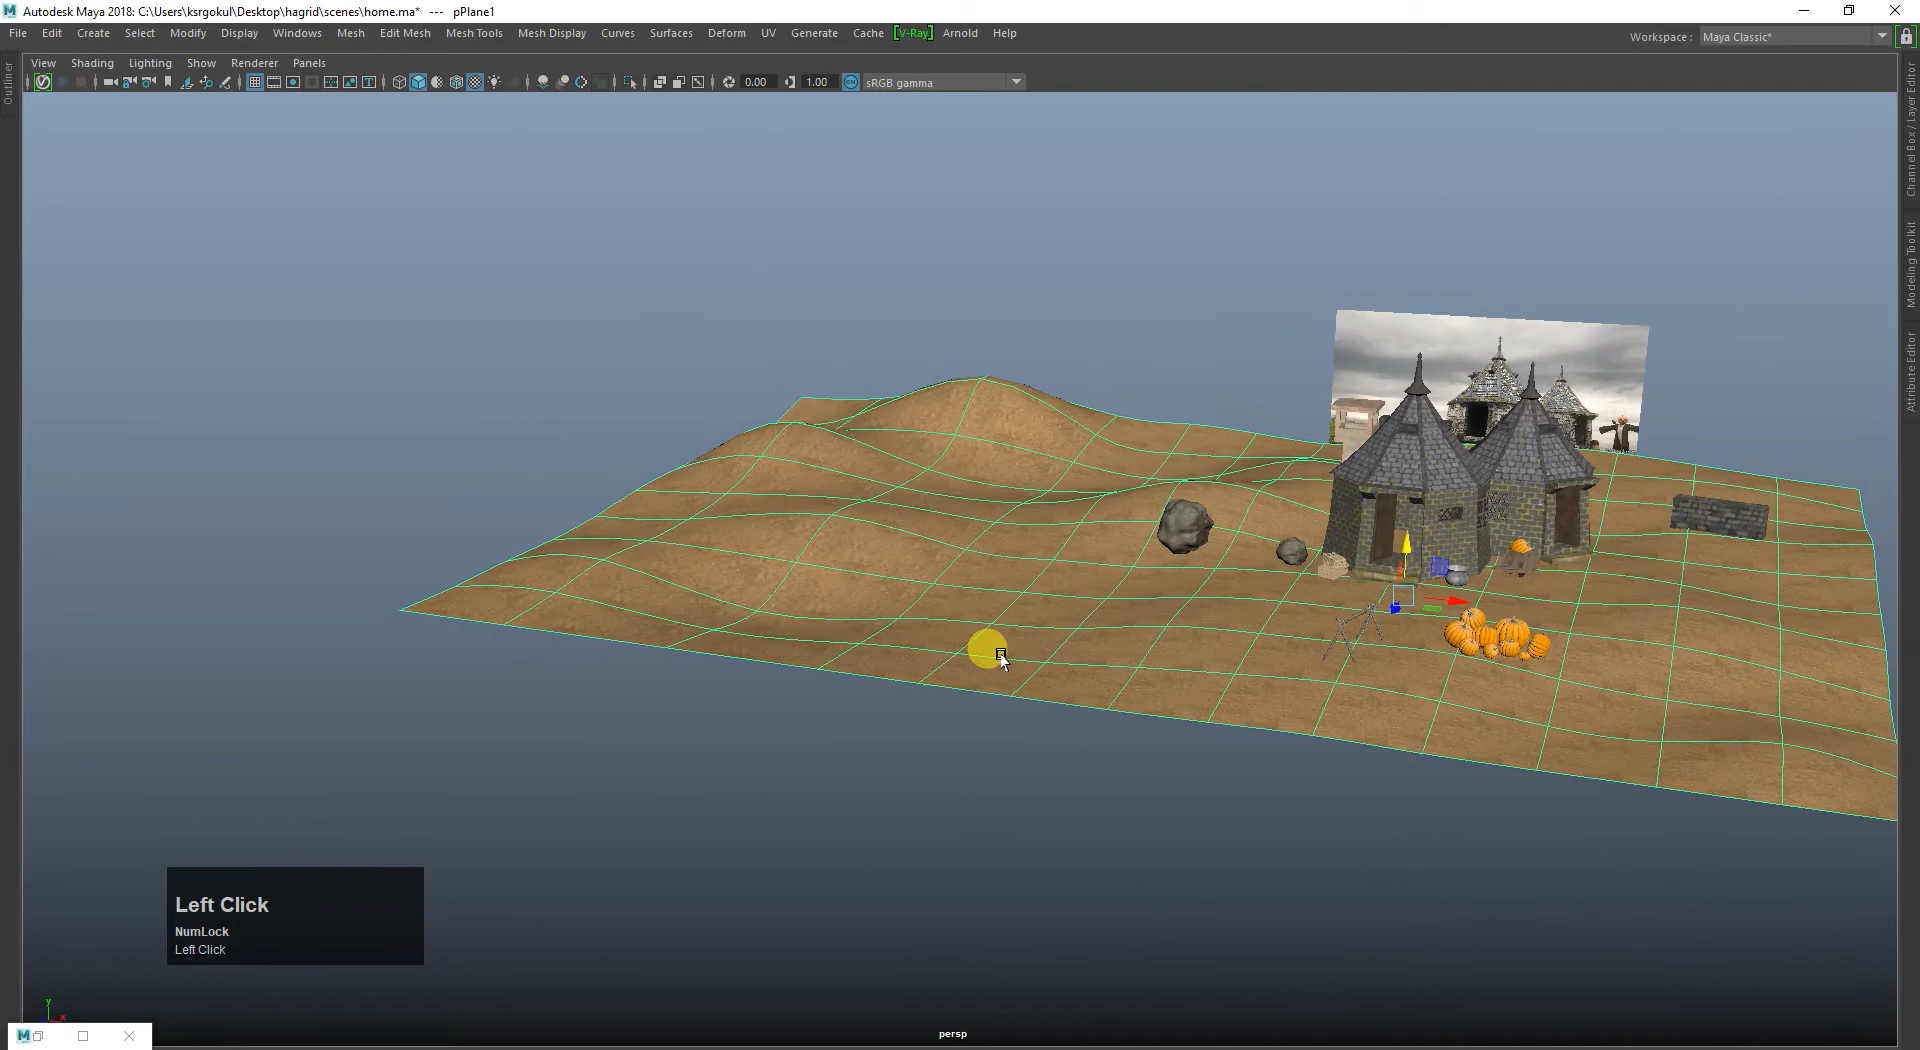 Autodesk Maya 2018: C:\Users\ksrgokul\Desktop\hagrid\scenes\home.ma* --- pPlane1
File Edit Create Select Modify Display Windows Mesh Edit Mesh Mesh Tools Mesh Display Curves Surfaces Deform UV Generate Cache [V-Ray] Arnold Help
Workspace : Maya Classic*
View Shading Lighting Show Renderer Panels
0.00 1.00 ON sRGB gamma
Outliner
Channel Box / Layer Editor
Modeling Toolkit
Attribute Editor
Left Click
NumLock
Left Click
y
x
persp